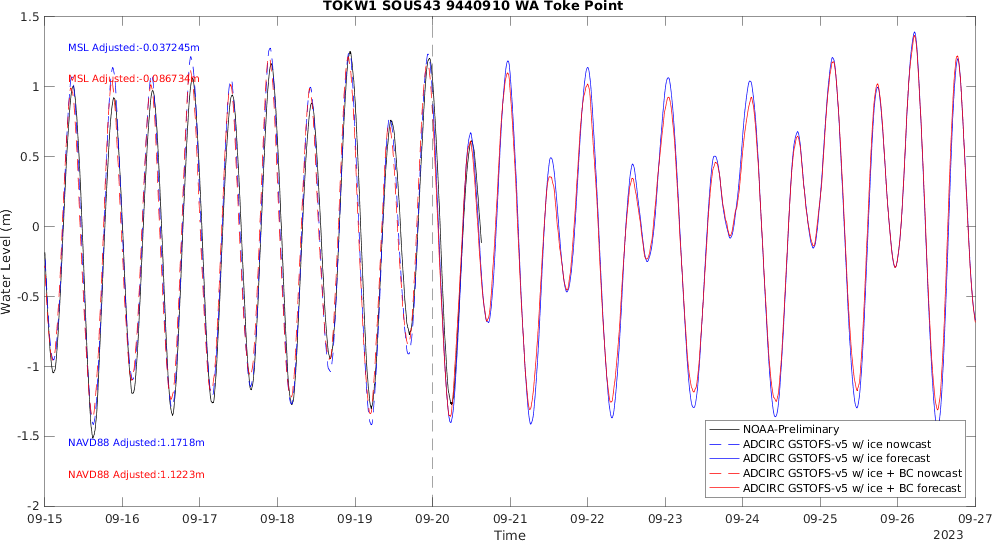 TOKW1 SOUS43 9440910 WA Toke Point
1.5
1
0.5
0
-0.5
-1
-1.5
-2
Water Level (m)
MSL Adjusted:-0.037245m
MSL Adjusted:-0.086734m
NAVD88 Adjusted:1.1718m
NAVD88 Adjusted:1.1223m
NOAA-Preliminary
ADCIRC GSTOFS-v5 w/ ice nowcast
ADCIRC GSTOFS-v5 w/ ice forecast
ADCIRC GSTOFS-v5 w/ ice + BC nowcast
ADCIRC GSTOFS-v5 w/ ice + BC forecast
09-15 09-16 09-17 09-18 09-19 09-20 09-21 09-22 09-23 09-24 09-25 09-26 09-27
Time
2023